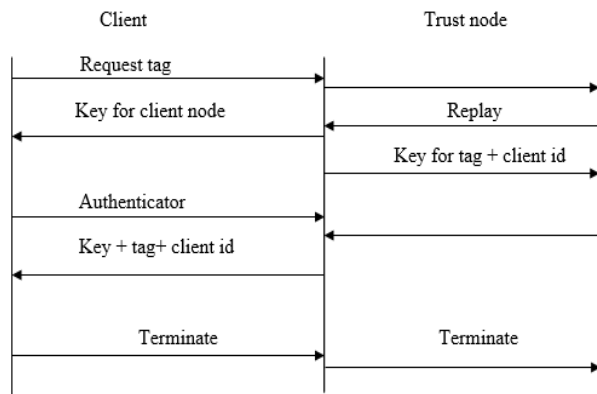 Client Trust node
Request tag
Key for client node Replay
Key for tag + client id
Authenticator
Key + tag+ client id
Terminate Terminate